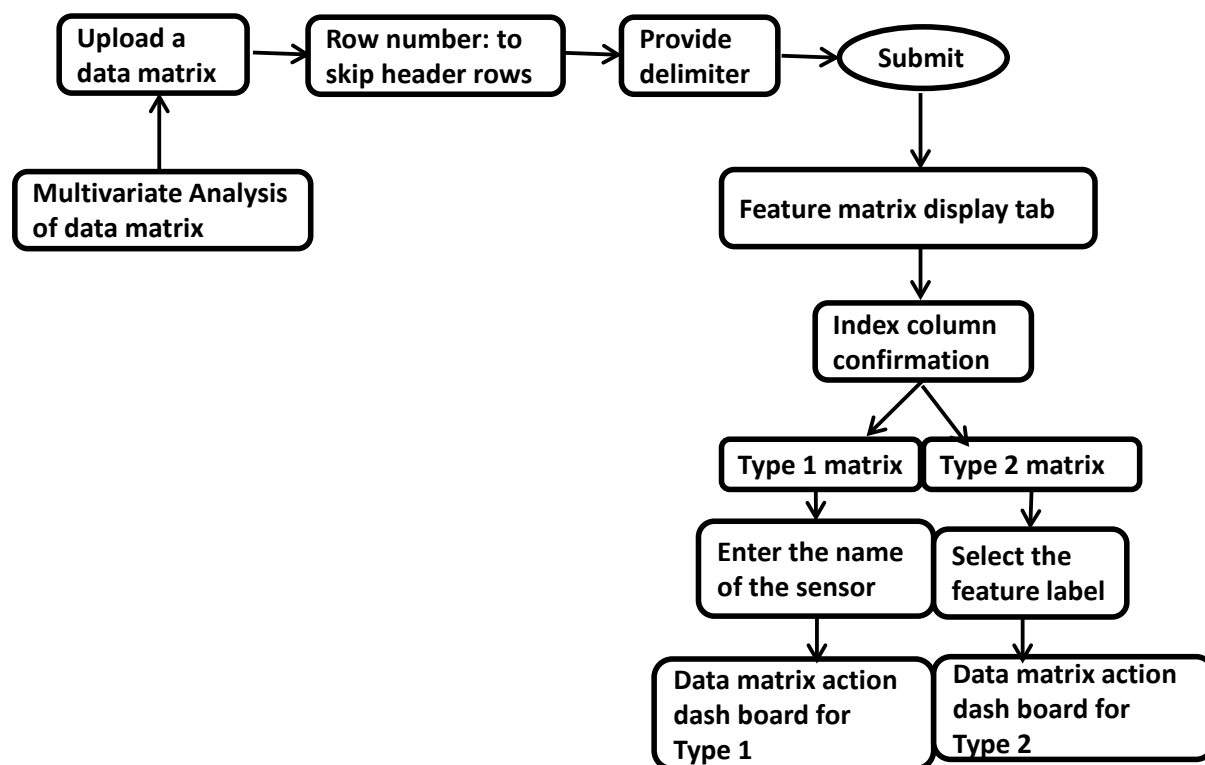 Upload a
data matrix
Row number: to
skip header rows
Provide
delimiter
Submit
Multivariate Analysis
of data matrix
Feature matrix display tab
Index column
confirmation
Type 1 matrix
Type 2 matrix
Enter the name
of the sensor
Select the
feature label
Data matrix action
dash board for
Type 1
Data matrix action
dash board for
Type 2